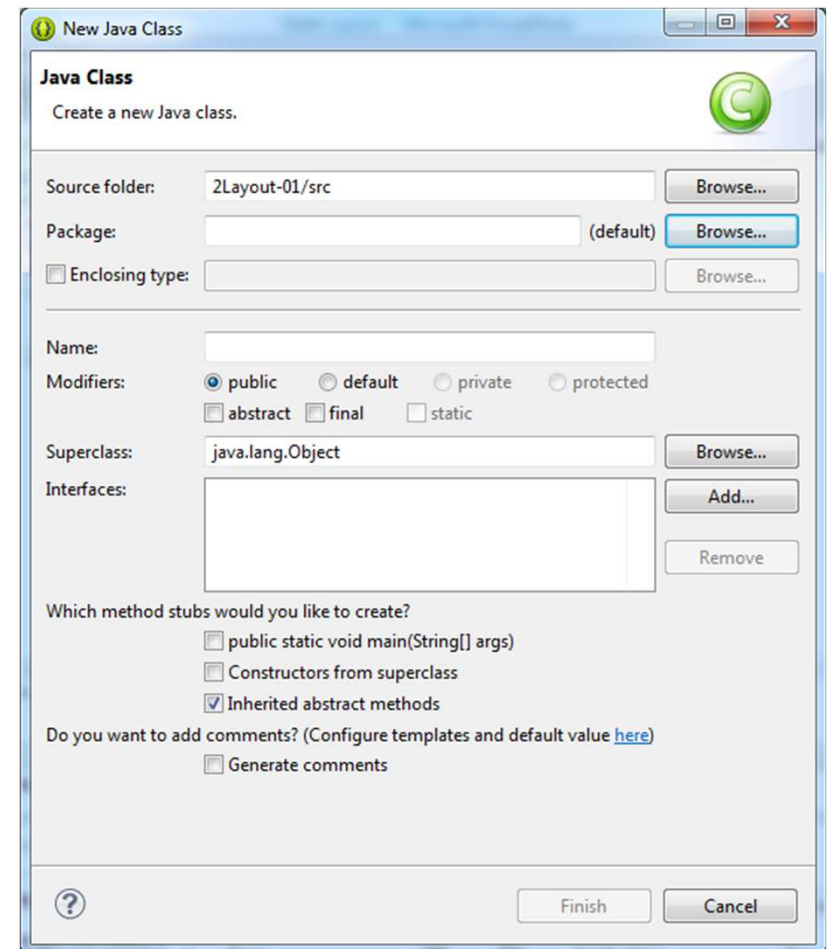 New Java Class
Java Class
Create a new Java class.
C
Source folder: 2Layout-01/src Browse...
Package: (default) Browse...
Enclosing type: Browse...
Name:
Modifiers: public default private protected
abstract final static
Superclass: java.lang.Object Browse...
Interfaces: Add...
Remove
Which method stubs would you like to create?
public static void main(String[] args)
Constructors from superclass
Inherited abstract methods
Do you want to add comments? (Configure templates and default value here)
Generate comments
? Finish Cancel